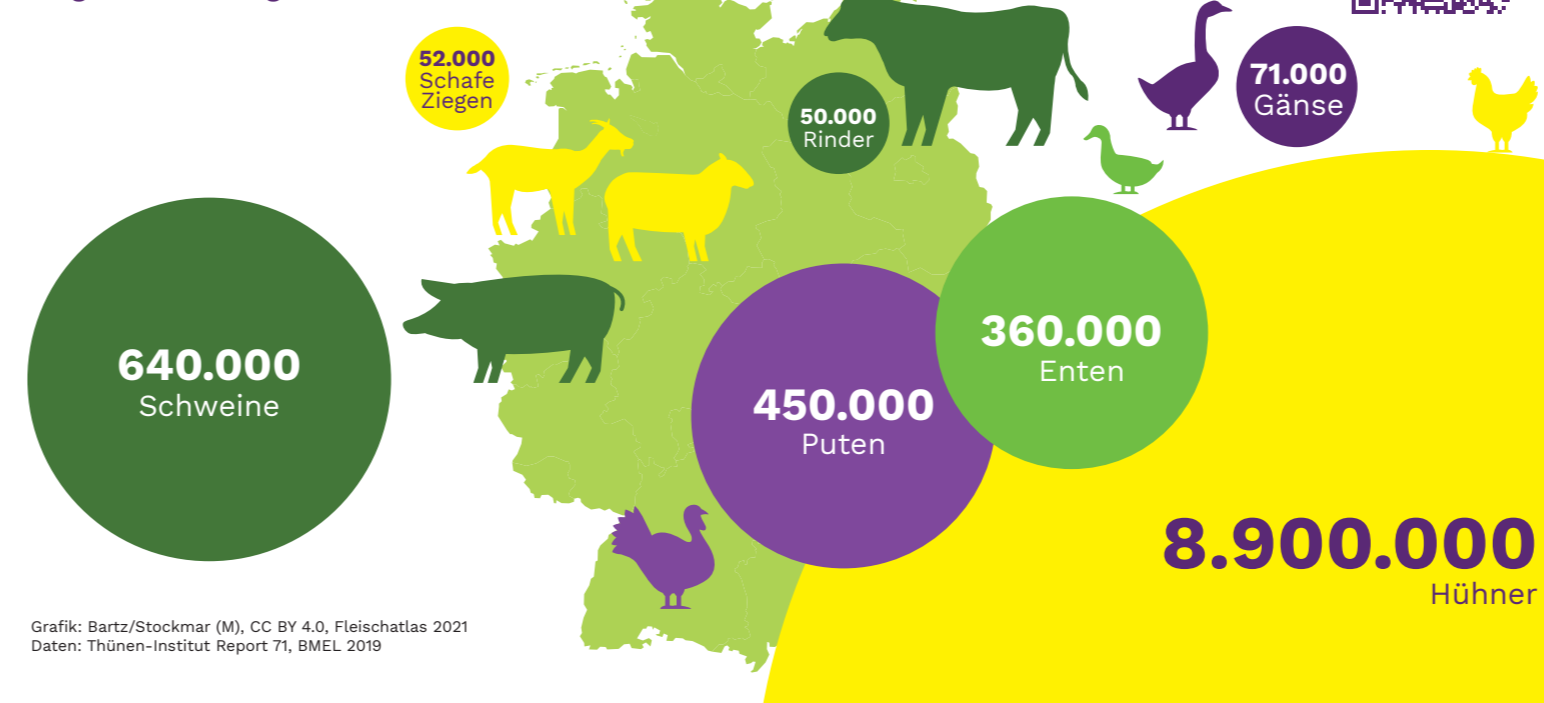 52.000
Schafe
Ziegen
50.000
Rinder
71.000
Gänse
640.000
Schweine
450.000
Puten
360.000
Enten
8.900.000
Hühner
Grafik: Bartz/Stockmar (M), CC BY 4.0, Fleischatlas 2021
Daten: Thünen-Institut Report 71, BMEL 2019